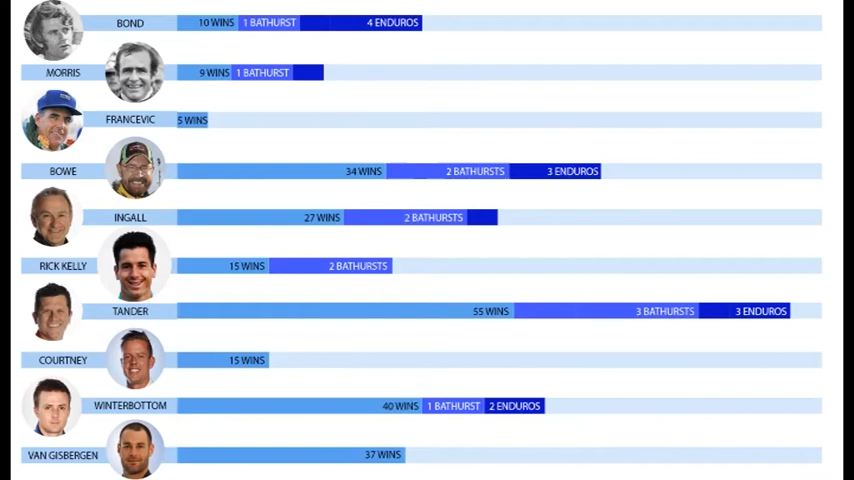 BOND 10 WINS 1 BATHURST 4 ENDUROS
MORRIS 9 WINS 1 BATHURST
FRANCEVIC 5 WINS
BOWE 34 WINS 2 BATHURSTS 3 ENDUROS
INGALL 27 WINS 2 BATHURSTS
RICK KELLY 15 WINS 2 BATHURSTS
TANDER 55 WINS 3 BATHURSTS 3 ENDUROS
COURTNEY 15 WINS
WINTERBOTTOM 40 WINS 1 BATHURST 2 ENDUROS
VAN GISBERGEN 37 WINS